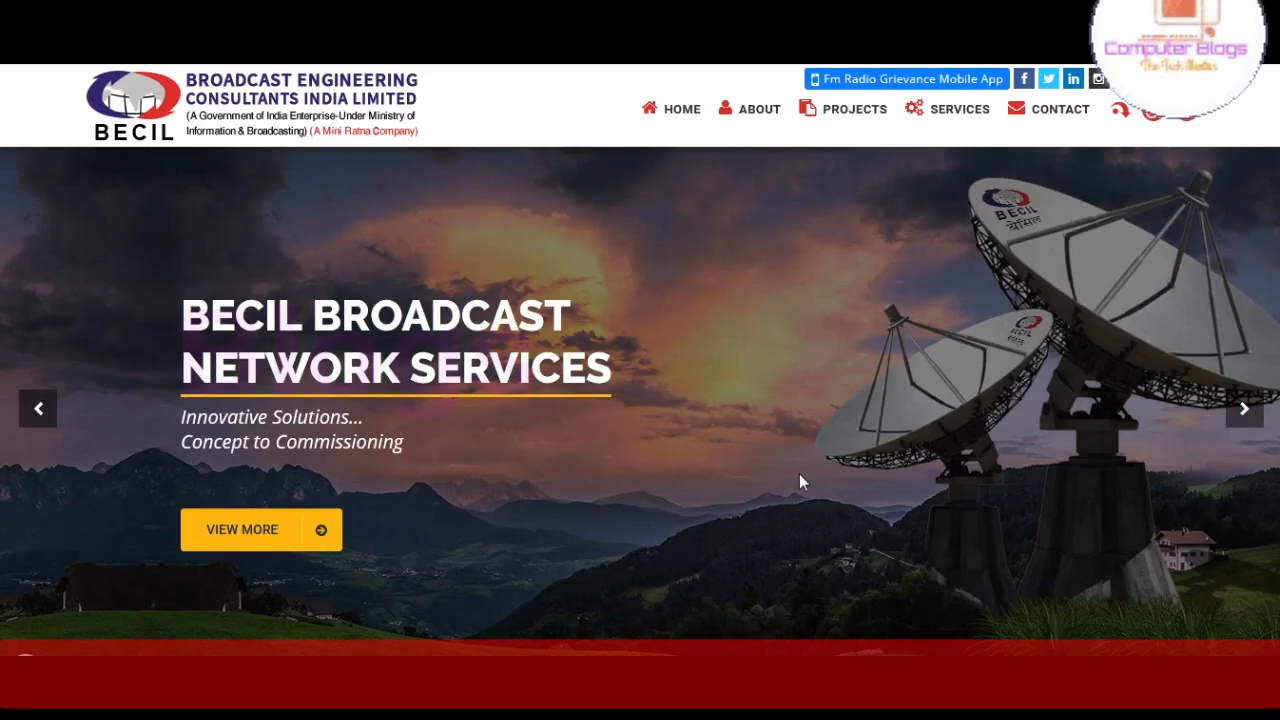 Computer Blogs
BROADCAST ENGINEERING
CONSULTANTS INDIA LIMITED
(A Government of India Enterprise-Under Ministry of
Information & Broadcasting) (A Mini Ratna Company)
BECIL
Fm Radio Grievance Mobile App
HOME
ABOUT
PROJECTS
SERVICES
CONTACT
BECIL
बेसिल
BECIL
BECIL BROADCAST
NETWORK SERVICES
Innovative Solutions...
Concept to Commissioning
VIEW MORE